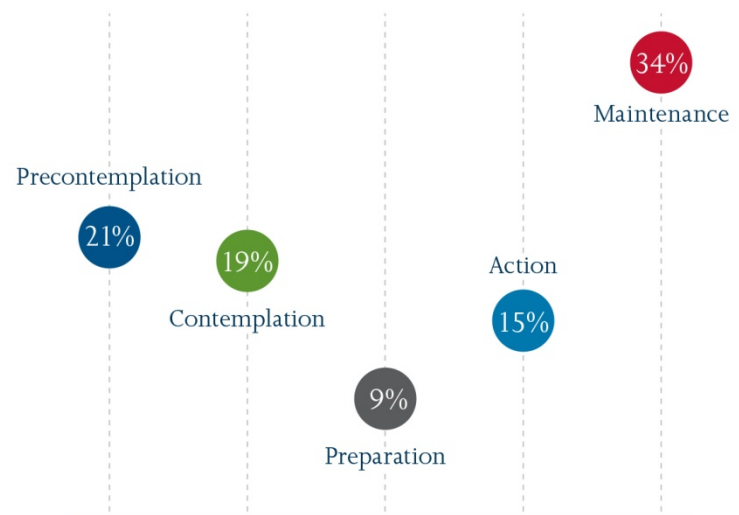 34%
Maintenance
Precontemplation
21%
19%
Contemplation
Action
15%
9%
Preparation